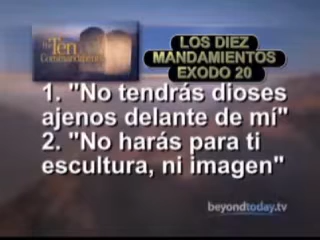 The
Ten
Commandments
LOS DIEZ
MANDAMIENTOS
EXODO 20
1. "No tendrás dioses
ajenos delante de mí"
2. "No harás para ti
escultura, ni imagen"
beyondtoday.tv